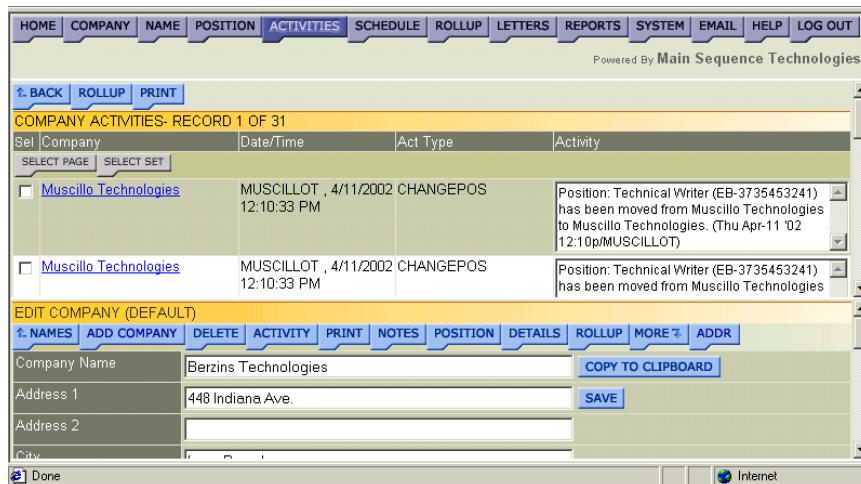 HOME COMPANY NAME POSITION ACTIVITIES SCHEDULE ROLLUP LETTERS REPORTS SYSTEM EMAIL HELP LOG OUT
Powered By Main Sequence Technologies
BACK ROLLUP PRINT
COMPANY ACTIVITIES- RECORD 1 OF 31
Sel Company Date/Time Act Type Activity
SELECT PAGE SELECT SET
Muscillo Technologies MUSCILLOT , 4/11/2002 CHANGEPOS Position: Technical Writer (EB-3735453241)
12:10:33 PM has been moved from Muscillo Technologies
to Muscillo Technologies. (Thu Apr-11 '02
12:10p/MUSCILLOT)
Muscillo Technologies MUSCILLOT , 4/11/2002 CHANGEPOS Position: Technical Writer (EB-3735453241)
12:10:33 PM has been moved from Muscillo Technologies
EDIT COMPANY (DEFAULT)
NAMES ADD COMPANY DELETE ACTIVITY PRINT NOTES POSITION DETAILS ROLLUP MORE ADDR
Company Name Berzins Technologies COPY TO CLIPBOARD
Address 1 448 Indiana Ave. SAVE
Address 2
City
Done Internet